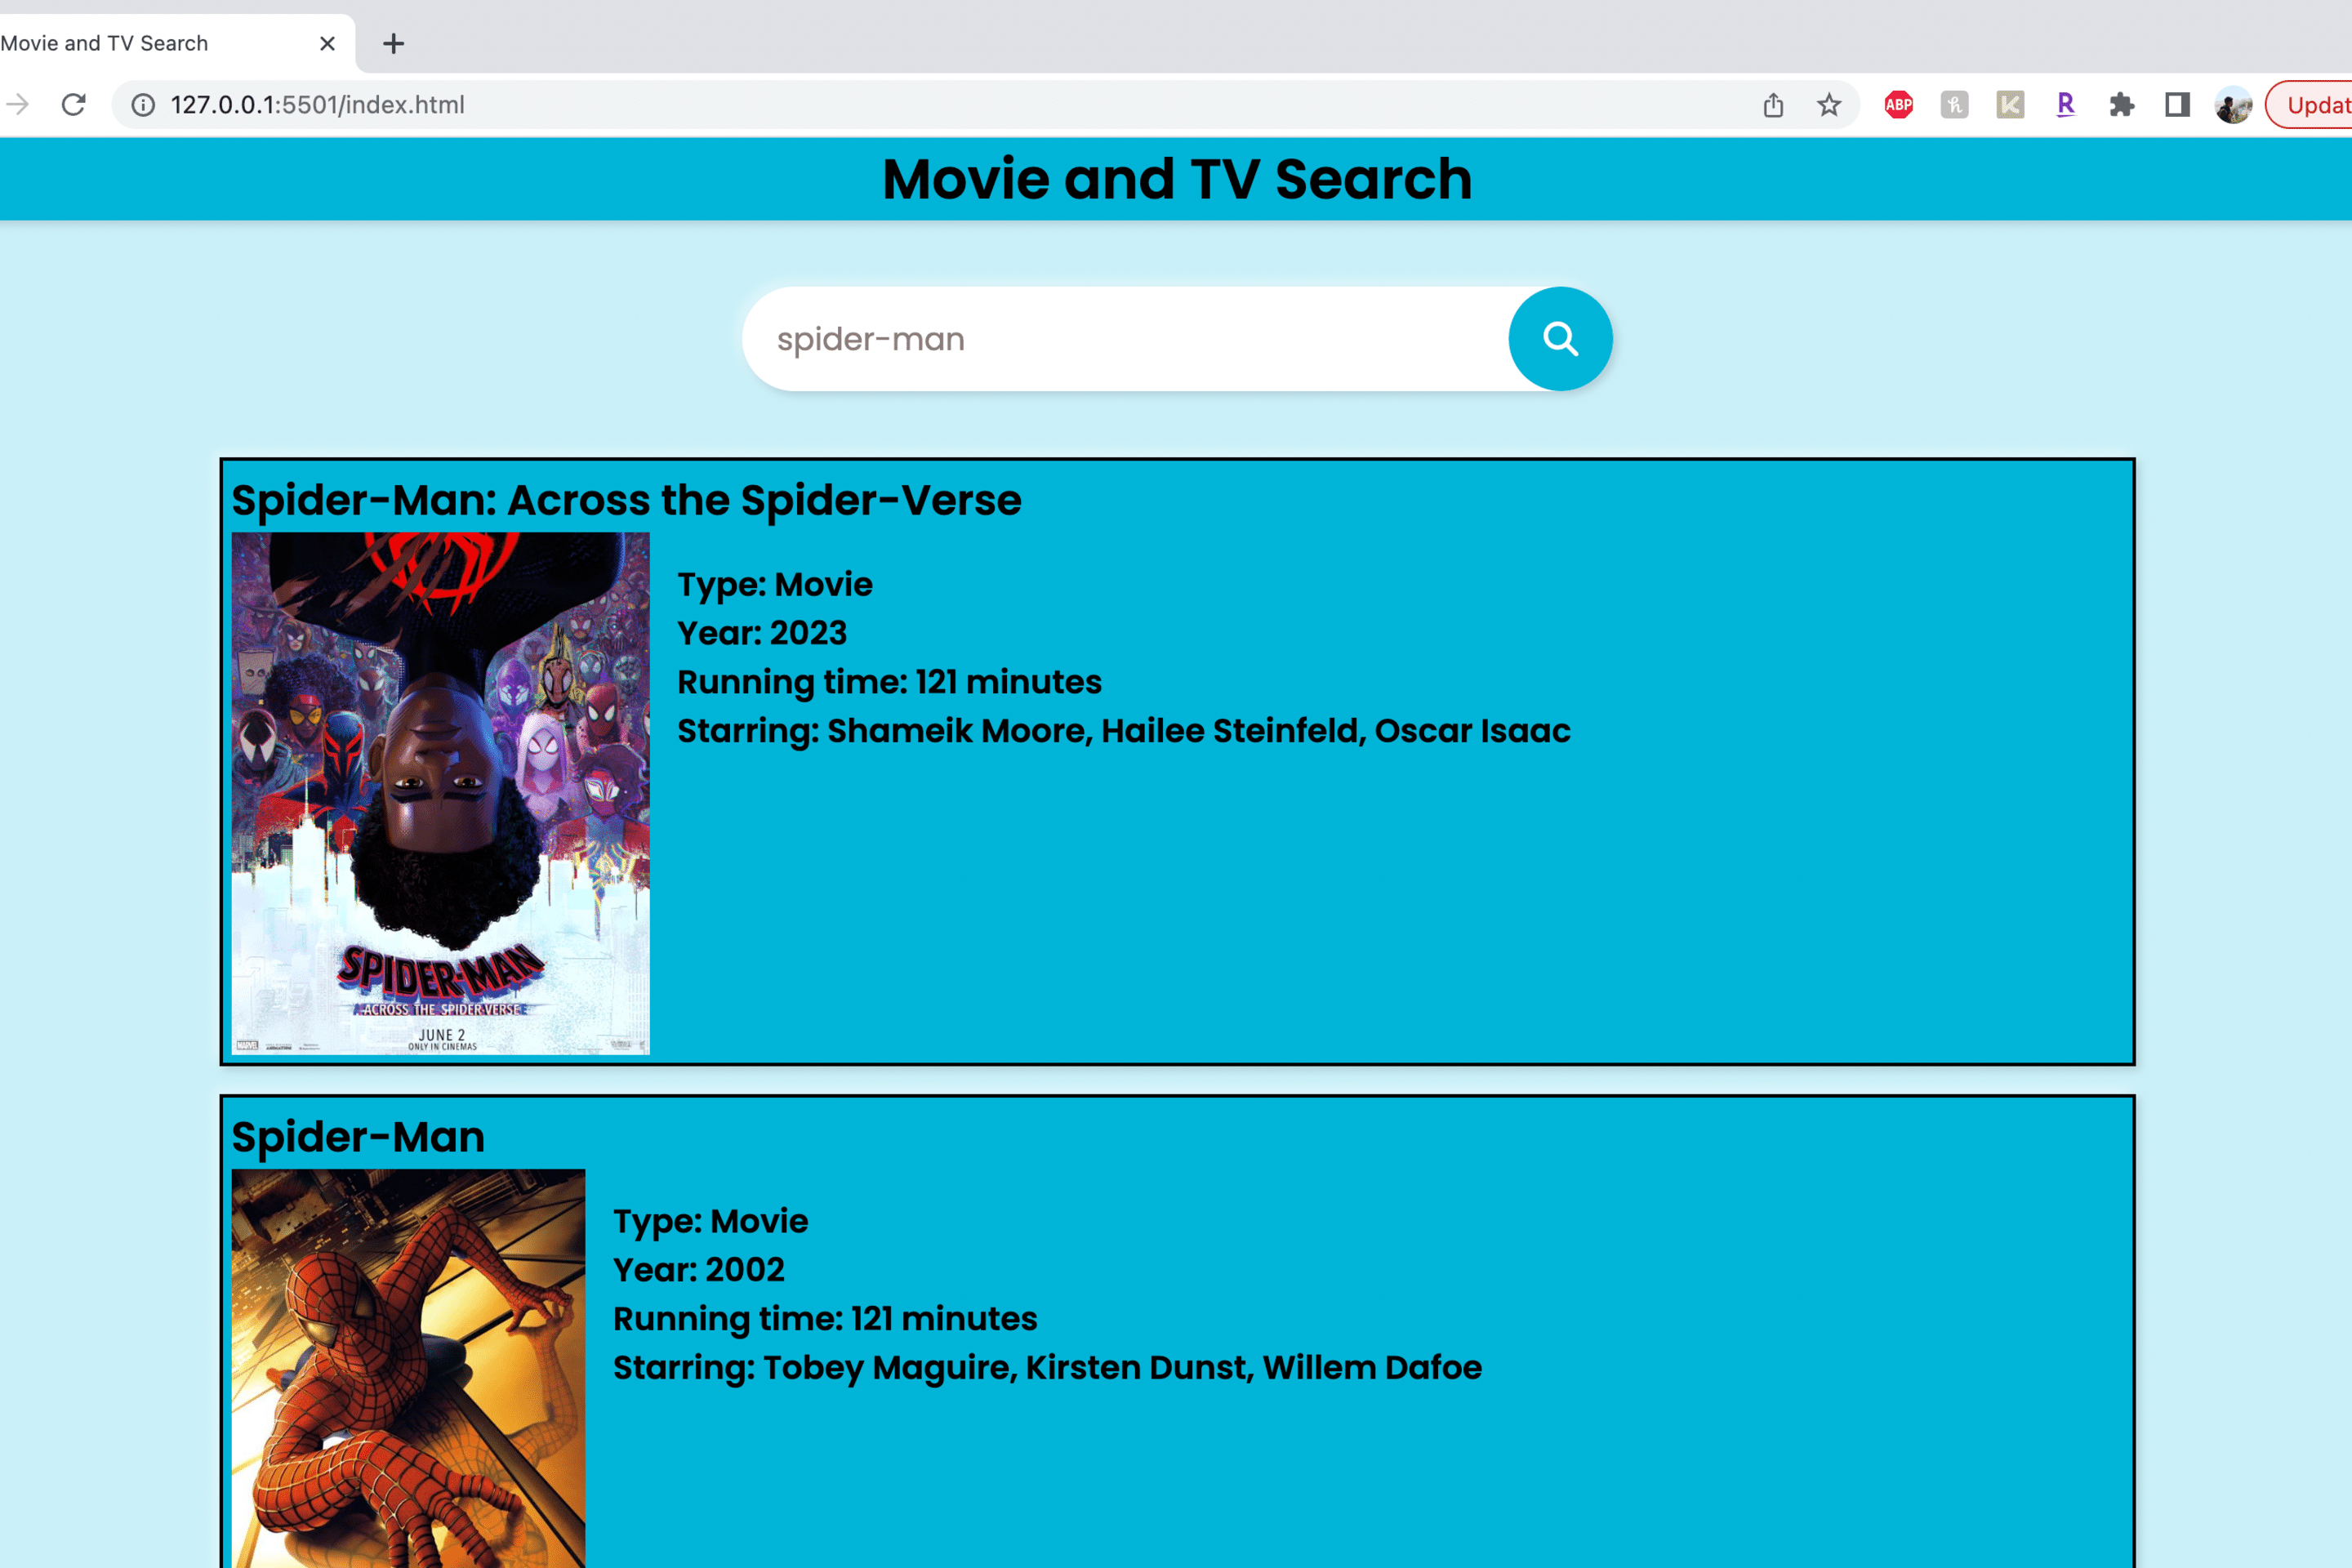 Movie and TV Search
127.0.0.1:5501/index.html
ABP
R
Updat
Movie and TV Search
spider-man
Spider-Man: Across the Spider-Verse
Type: Movie
Year: 2023
Running time: 121 minutes
Starring: Shameik Moore, Hailee Steinfeld, Oscar Isaac
SPIDER-MAN
ACROSS THE SPIDER-VERSE
JUNE 2
ONLY IN CINEMAS
MARVEL
Spider-Man
Type: Movie
Year: 2002
Running time: 121 minutes
Starring: Tobey Maguire, Kirsten Dunst, Willem Dafoe